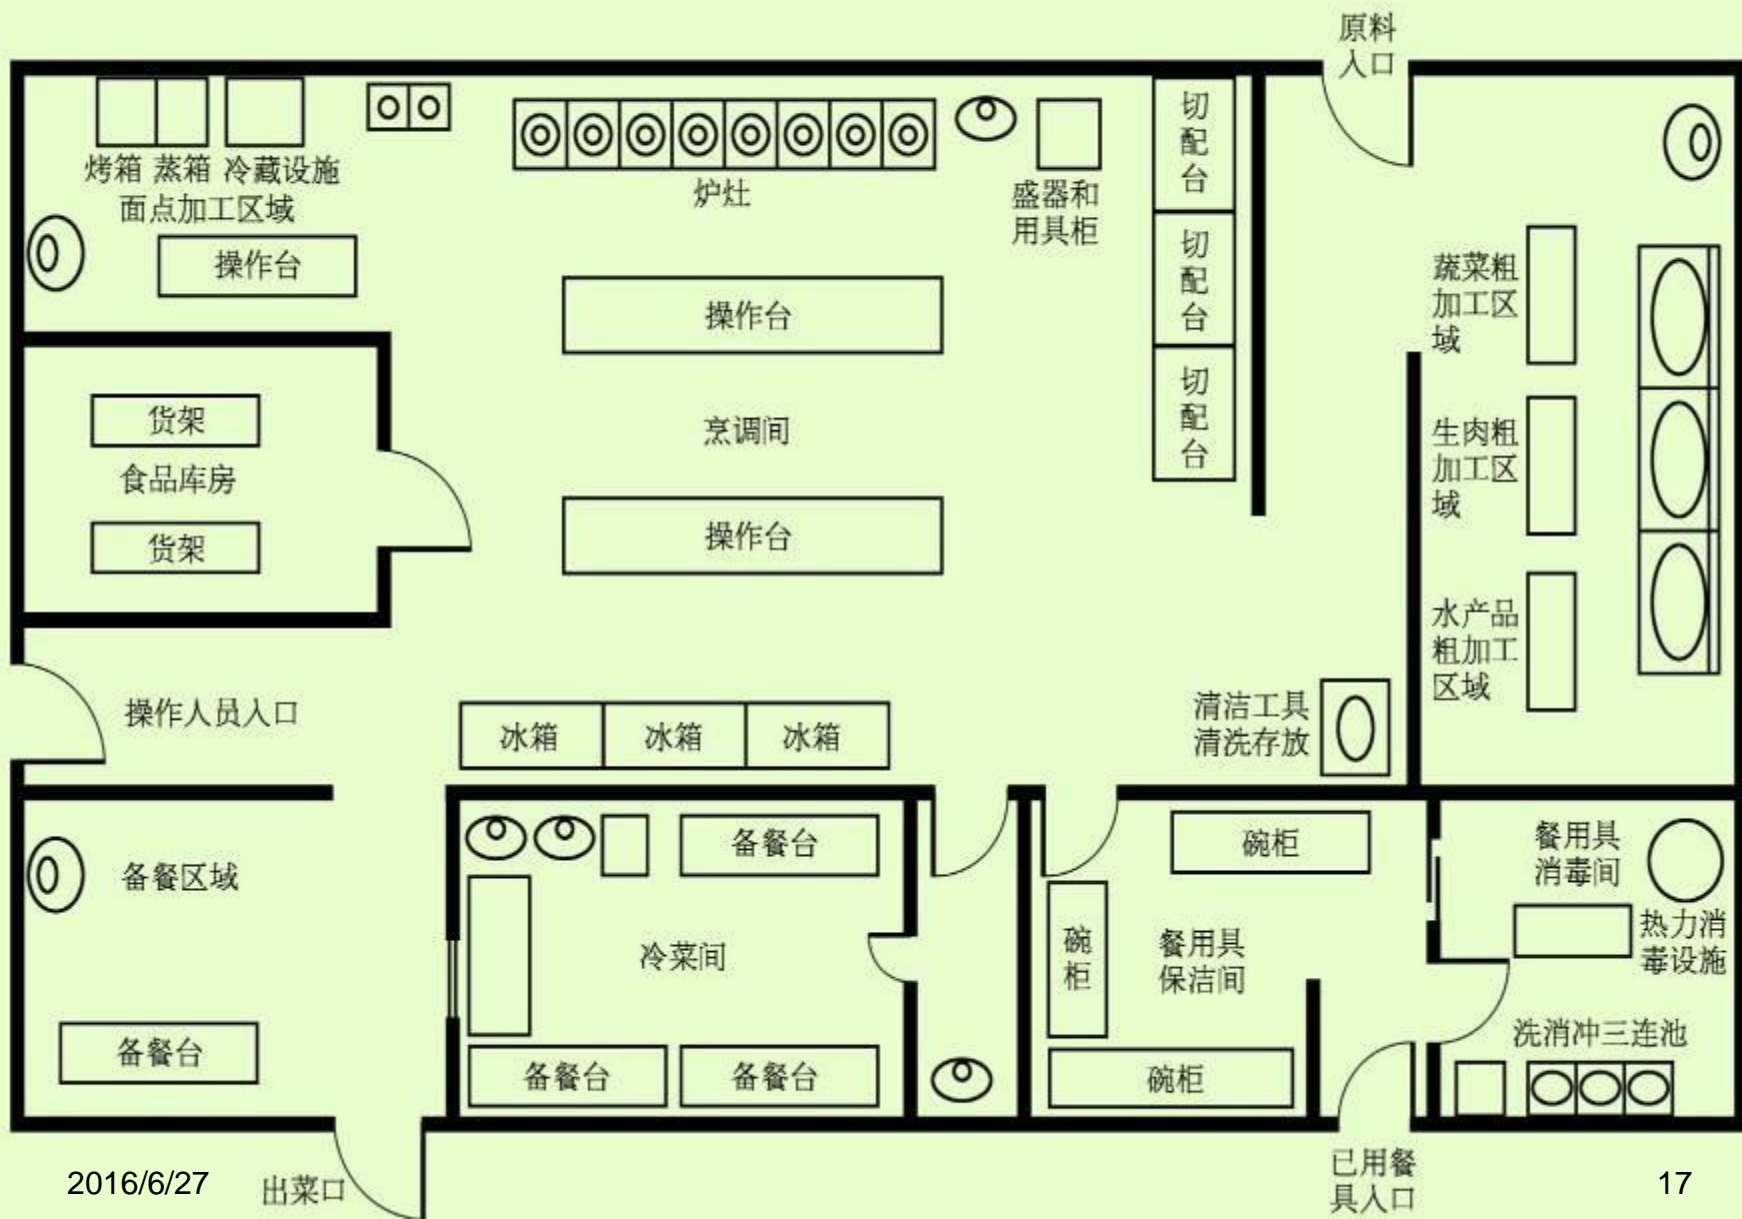 原料
入口
烤箱 蒸箱 冷藏设施
面点加工区域
操作台
炉灶
盛器和
用具柜
切
配
台
切
配
台
切
配
台
操作台
蔬菜粗
加工区
域
货架
食品库房
货架
烹调间
生肉粗
加工区
域
操作台
水产品
粗加工
区域
操作人员入口
冰箱 冰箱 冰箱
清洁工具
清洗存放
备餐区域
备餐台
备餐台
冷菜间
备餐台 备餐台
碗柜
碗
柜
餐用具
保洁间
碗柜
餐用具
消毒间
热力消
毒设施
洗消冲三连池
2016/6/27
出菜口
已用餐
具入口
17